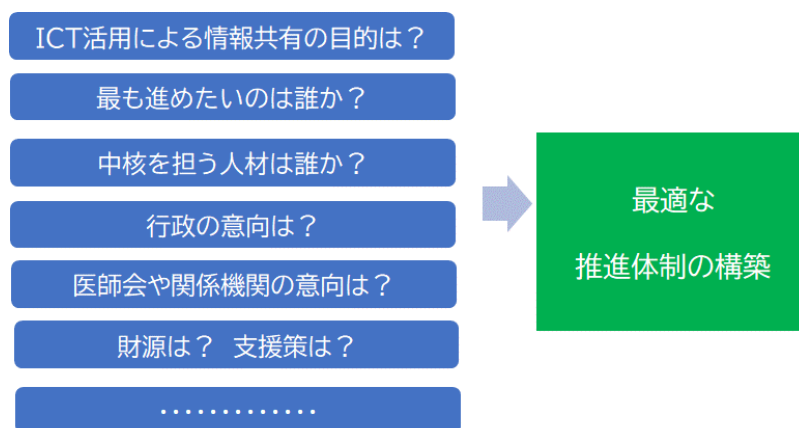 ICT活用による情報共有の目的は？
最も進めたいのは誰か？
中核を担う人材は誰か？
行政の意向は？
医師会や関係機関の意向は？
財源は？　支援策は？
・・・・・・・・・・・・・
最適な
推進体制の構築